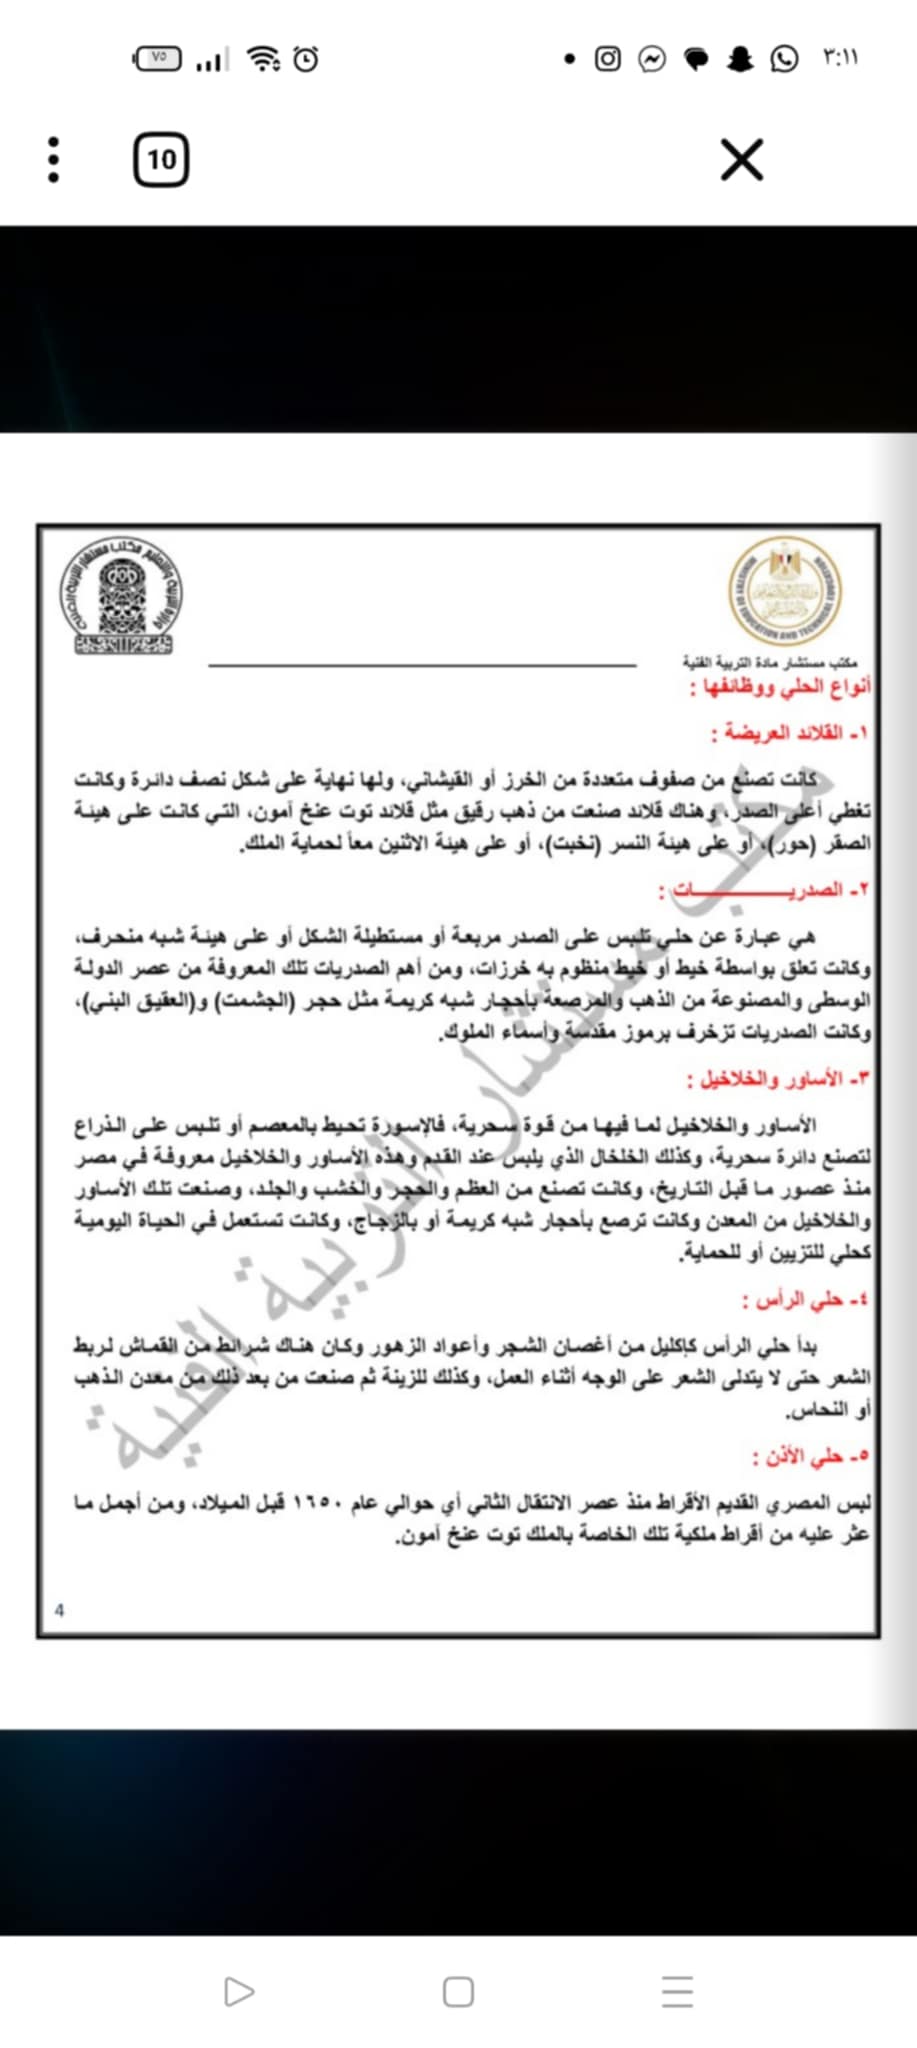 ٣:١١
٧٥
10
مكتب مستشار مادة التربية الفنية
أنواع الحلي ووظائفها :
١- القلائد العريضة :
كانت تصنع من صفوف متعددة من الخرز أو القيشاني، ولها نهاية على شكل نصف دائرة وكانت
تغطي أعلى الصدر، وهناك قلائد صنعت من ذهب رقيق مثل قلائد توت عنخ آمون، التي كانت على هيئة
الصقر (حور)، أو على هيئة النسر (نخبت)، أو على هيئة الاثنين معاً لحماية الملك.
٢- الصدريــــــــــات :
هي عبارة عن حلي تلبس على الصدر مربعة أو مستطيلة الشكل أو على هيئة شبه منحرف،
وكانت تعلق بواسطة خيط أو خيط منظوم به خرزات، ومن أهم الصدريات تلك المعروفة من عصر الدولة
الوسطى والمصنوعة من الذهب والمرصعة بأحجار شبه كريمة مثل حجر (الجشمت) و(العقيق البني)،
وكانت الصدريات تزخرف برموز مقدسة وأسماء الملوك.
٣- الأساور والخلاخيل :
الأساور والخلاخيل لما فيها من قوة سحرية، فالإسورة تحيط بالمعصم أو تلبس على الذراع
لتصنع دائرة سحرية، وكذلك الخلخال الذي يلبس عند القدم وهذه الأساور والخلاخيل معروفة في مصر
منذ عصور ما قبل التاريخ، وكانت تصنع من العظم والحجر والخشب والجلد، وصنعت تلك الأساور
والخلاخيل من المعدن وكانت ترصع بأحجار شبه كريمة أو بالزجاج، وكانت تستعمل في الحياة اليومية
كحلي للتزيين أو للحماية.
٤- حلي الرأس :
بدأ حلي الرأس كإكليل من أغصان الشجر وأعواد الزهور وكان هناك شرائط من القماش لربط
الشعر حتى لا يتدلى الشعر على الوجه أثناء العمل، وكذلك للزينة ثم صنعت من بعد ذلك من معدن الذهب
أو النحاس.
٥- حلي الأذن :
لبس المصري القديم الأقراط منذ عصر الانتقال الثاني أي حوالي عام ١٦٥٠ قبل الميلاد، ومن أجمل ما
عثر عليه من أقراط ملكية تلك الخاصة بالملك توت عنخ آمون.
4
مكتب مستشار التربية الفنية